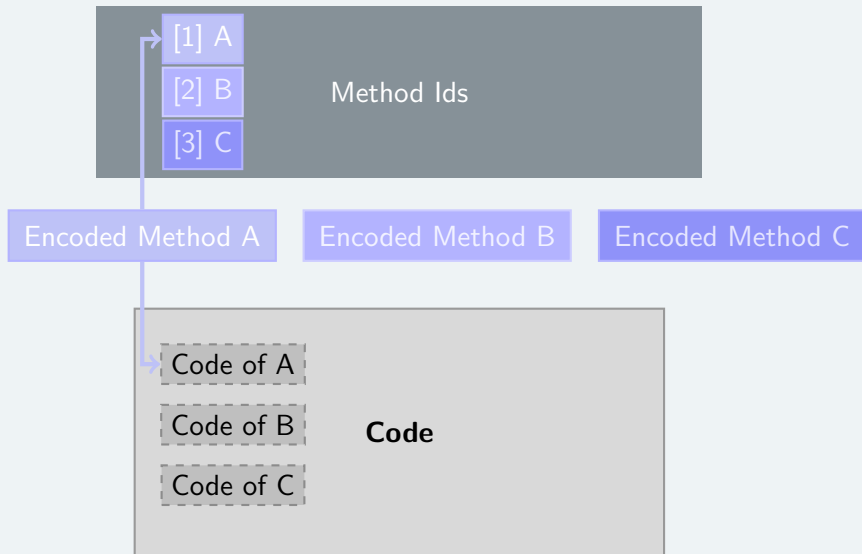 [1] A
[2] B
Method Ids
[3] C
Encoded Method A
Encoded Method B
Encoded Method C
Code of A
Code of B
Code
Code of C